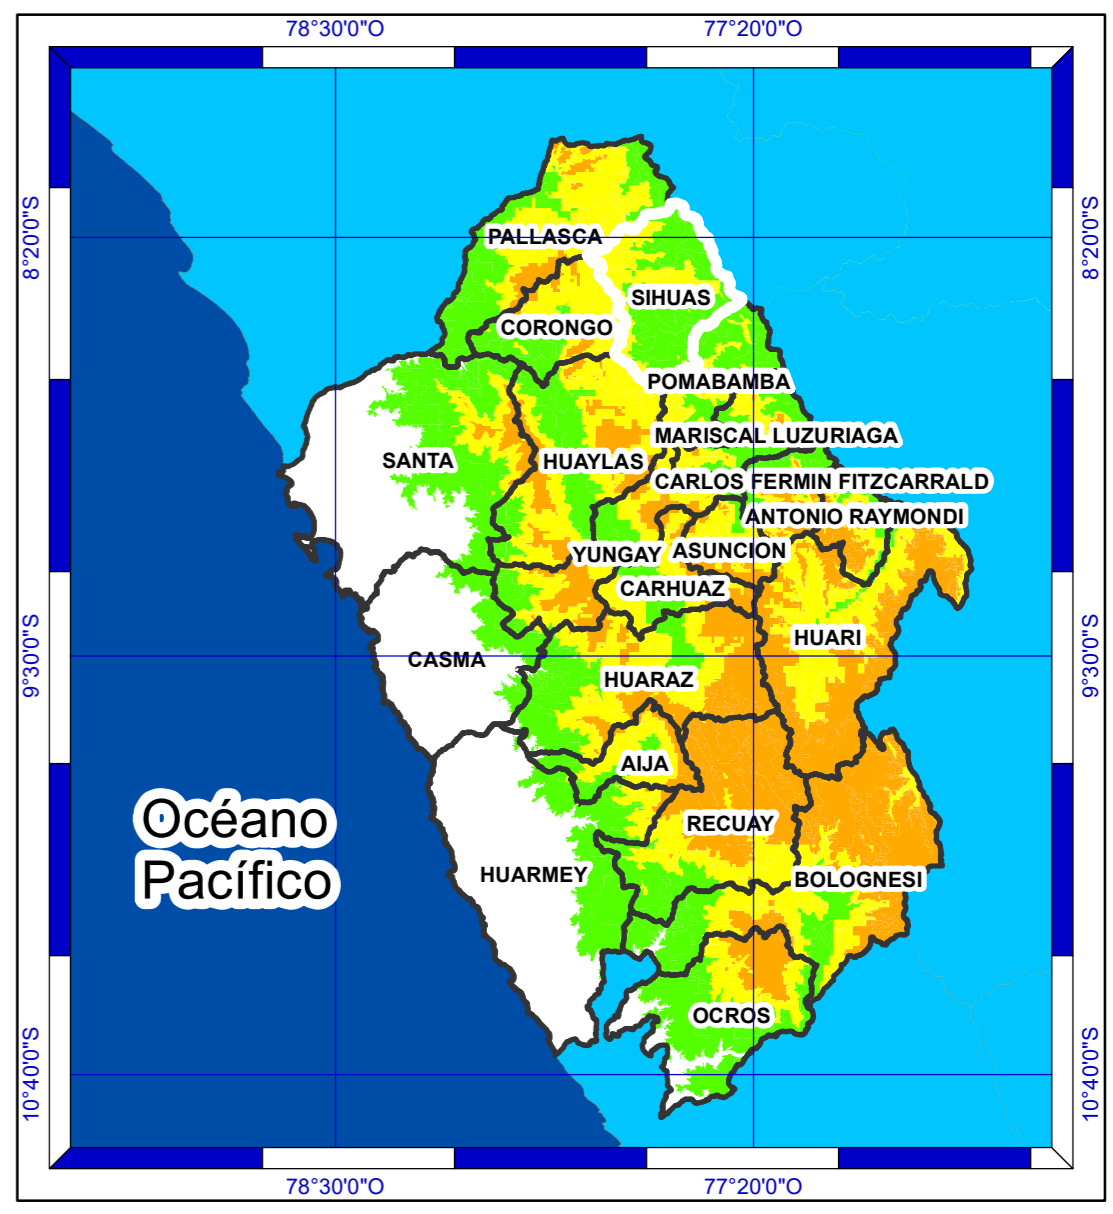 78°30'0"O 77°20'0"O
8°20'0"S 8°20'0"S
PALLASCA
SIHUAS
CORONGO
POMABAMBA
MARISCAL LUZURIAGA
SANTA HUAYLAS
CARLOS FERMIN FITZCARRALD
ANTONIO RAYMONDI
YUNGAY ASUNCION
CARHUAZ
HUARI
9°30'0"S 9°30'0"S
CASMA
HUARAZ
AIJA
RECUAY
Océano
Pacífico
HUARMEY
BOLOGNESI
OCROS
10°40'0"S 10°40'0"S
78°30'0"O 77°20'0"O